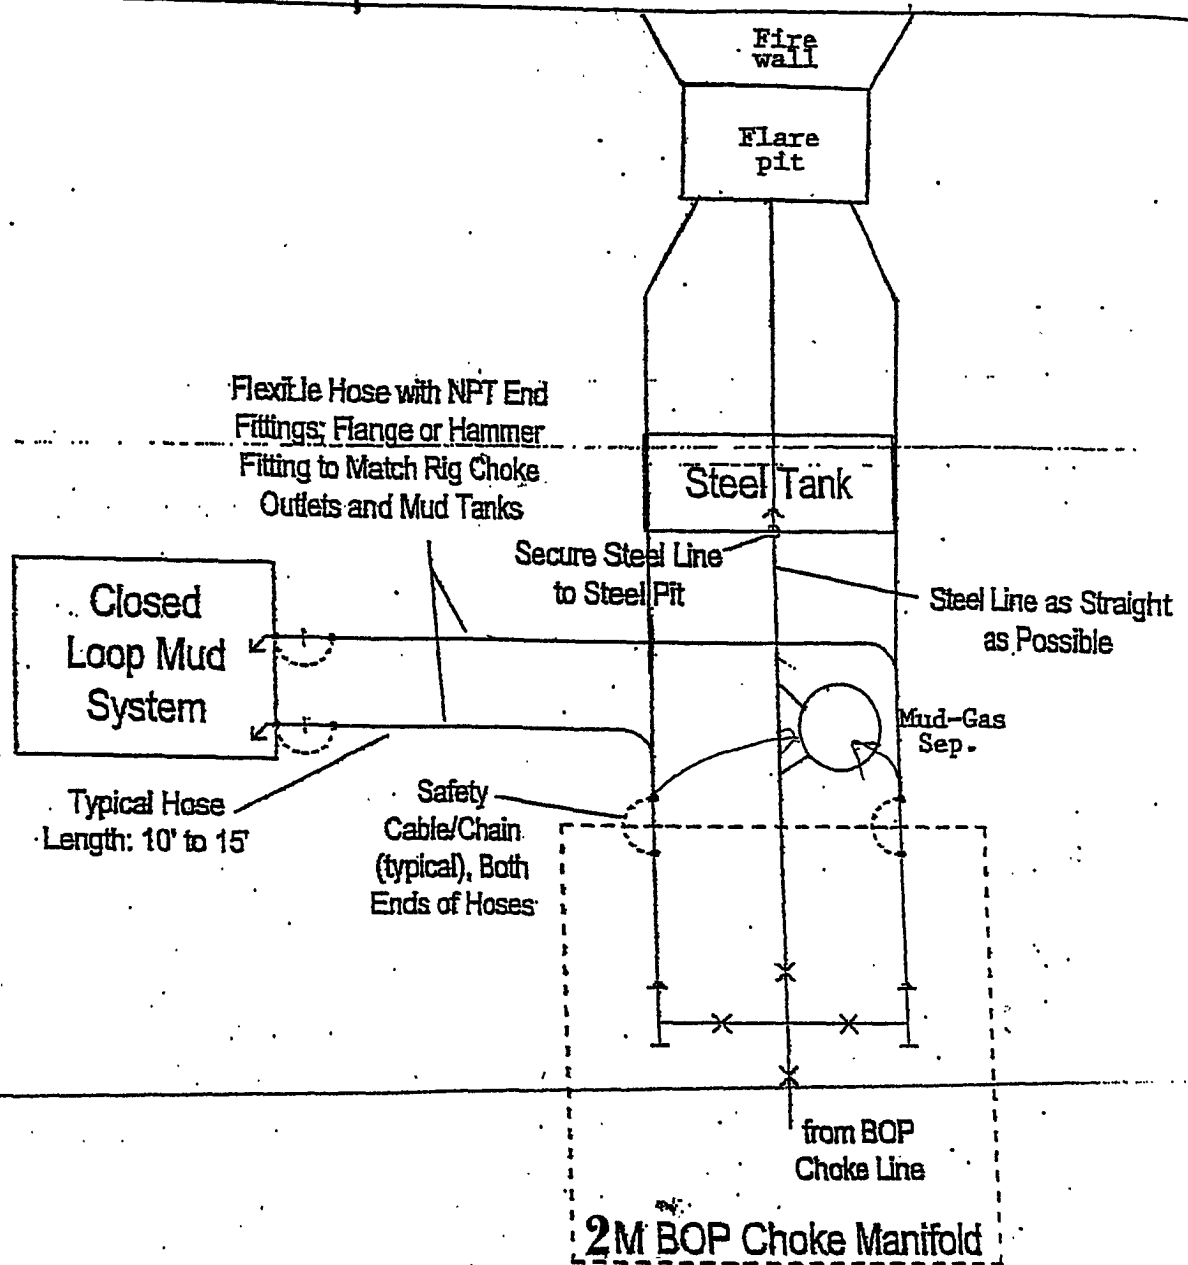 Fire
wall
Flare
pit
Flexible Hose with NPT End
Fittings; Flange or Hammer
Fitting to Match Rig Choke
Outlets and Mud Tanks
Steel Tank
Secure Steel Line
to Steel Pit
Steel Line as Straight
as Possible
Closed
Loop Mud
System
Mud-Gas
Sep.
Typical Hose
Length: 10' to 15'
Safety
Cable/Chain
(typical), Both
Ends of Hoses
from BOP
Choke Line
2M BOP Choke Manifold